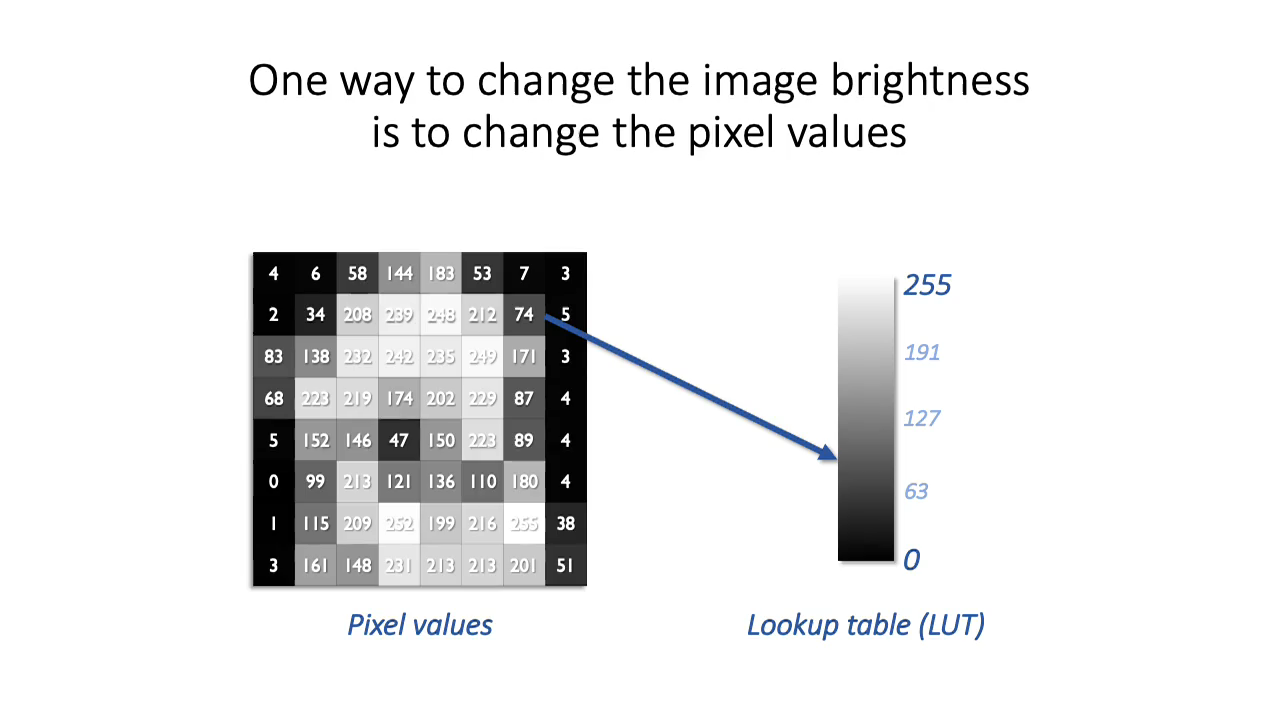 One way to change the image brightness
is to change the pixel values
4 6 58 144 183 53 7 3
2 34 208 239 248 212 74 5
83 138 232 242 235 249 171 3
68 223 219 174 202 229 87 4
5 152 146 47 150 223 89 4
0 99 213 121 136 110 180 4
1 115 209 252 199 216 255 38
3 161 148 231 213 213 201 51
Pixel values
255
191
127
63
0
Lookup table (LUT)